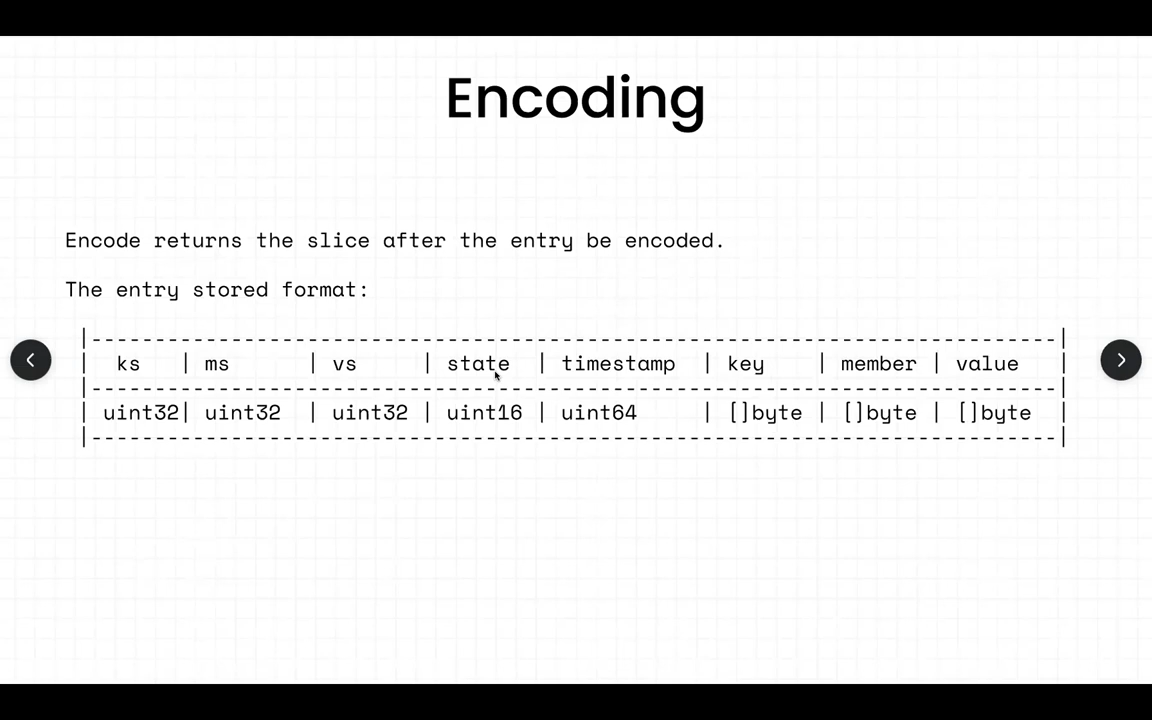 Encoding
Encode returns the slice after the entry be encoded.
The entry stored format:
|----------------------------------------------------------------------------|
| ks | ms | vs | state | timestamp | key | member | value |
|----------------------------------------------------------------------------|
| uint32| uint32 | uint32 | uint16 | uint64 | []byte | []byte | []byte |
|----------------------------------------------------------------------------|